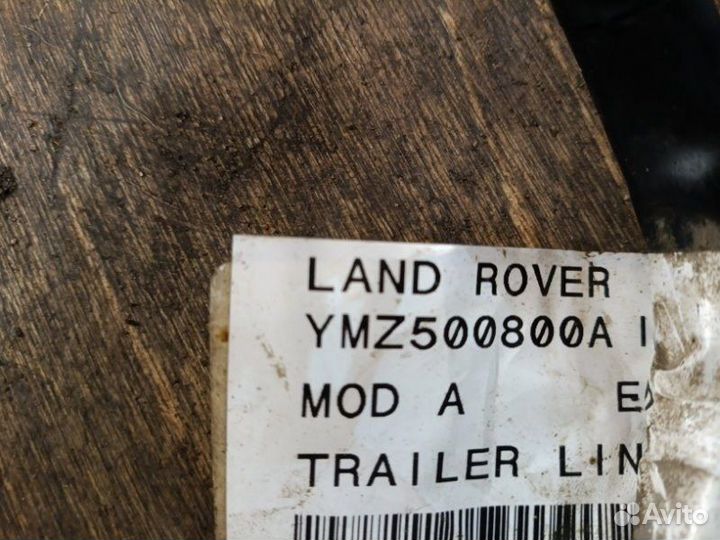 LAND ROVER
YMZ500800A
MOD A
TRAILER LIN
Avito